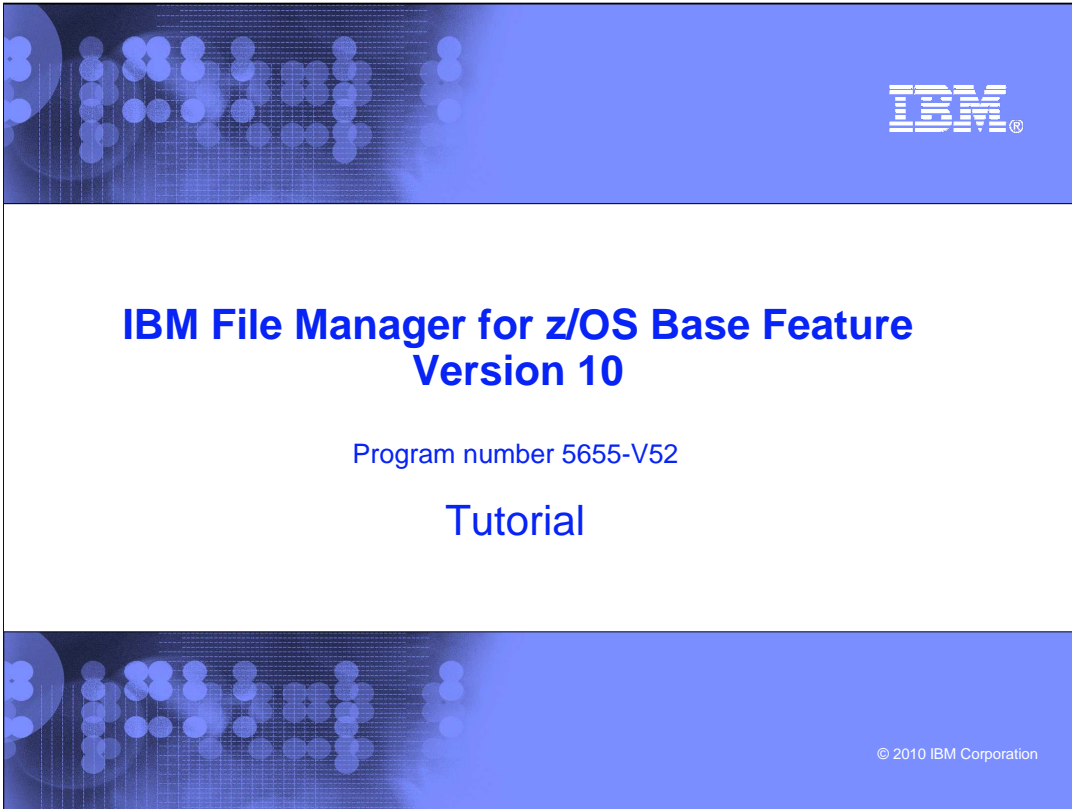 IBM®
IBM File Manager for z/OS Base Feature
Version 10
Program number 5655-V52
Tutorial
© 2010 IBM Corporation